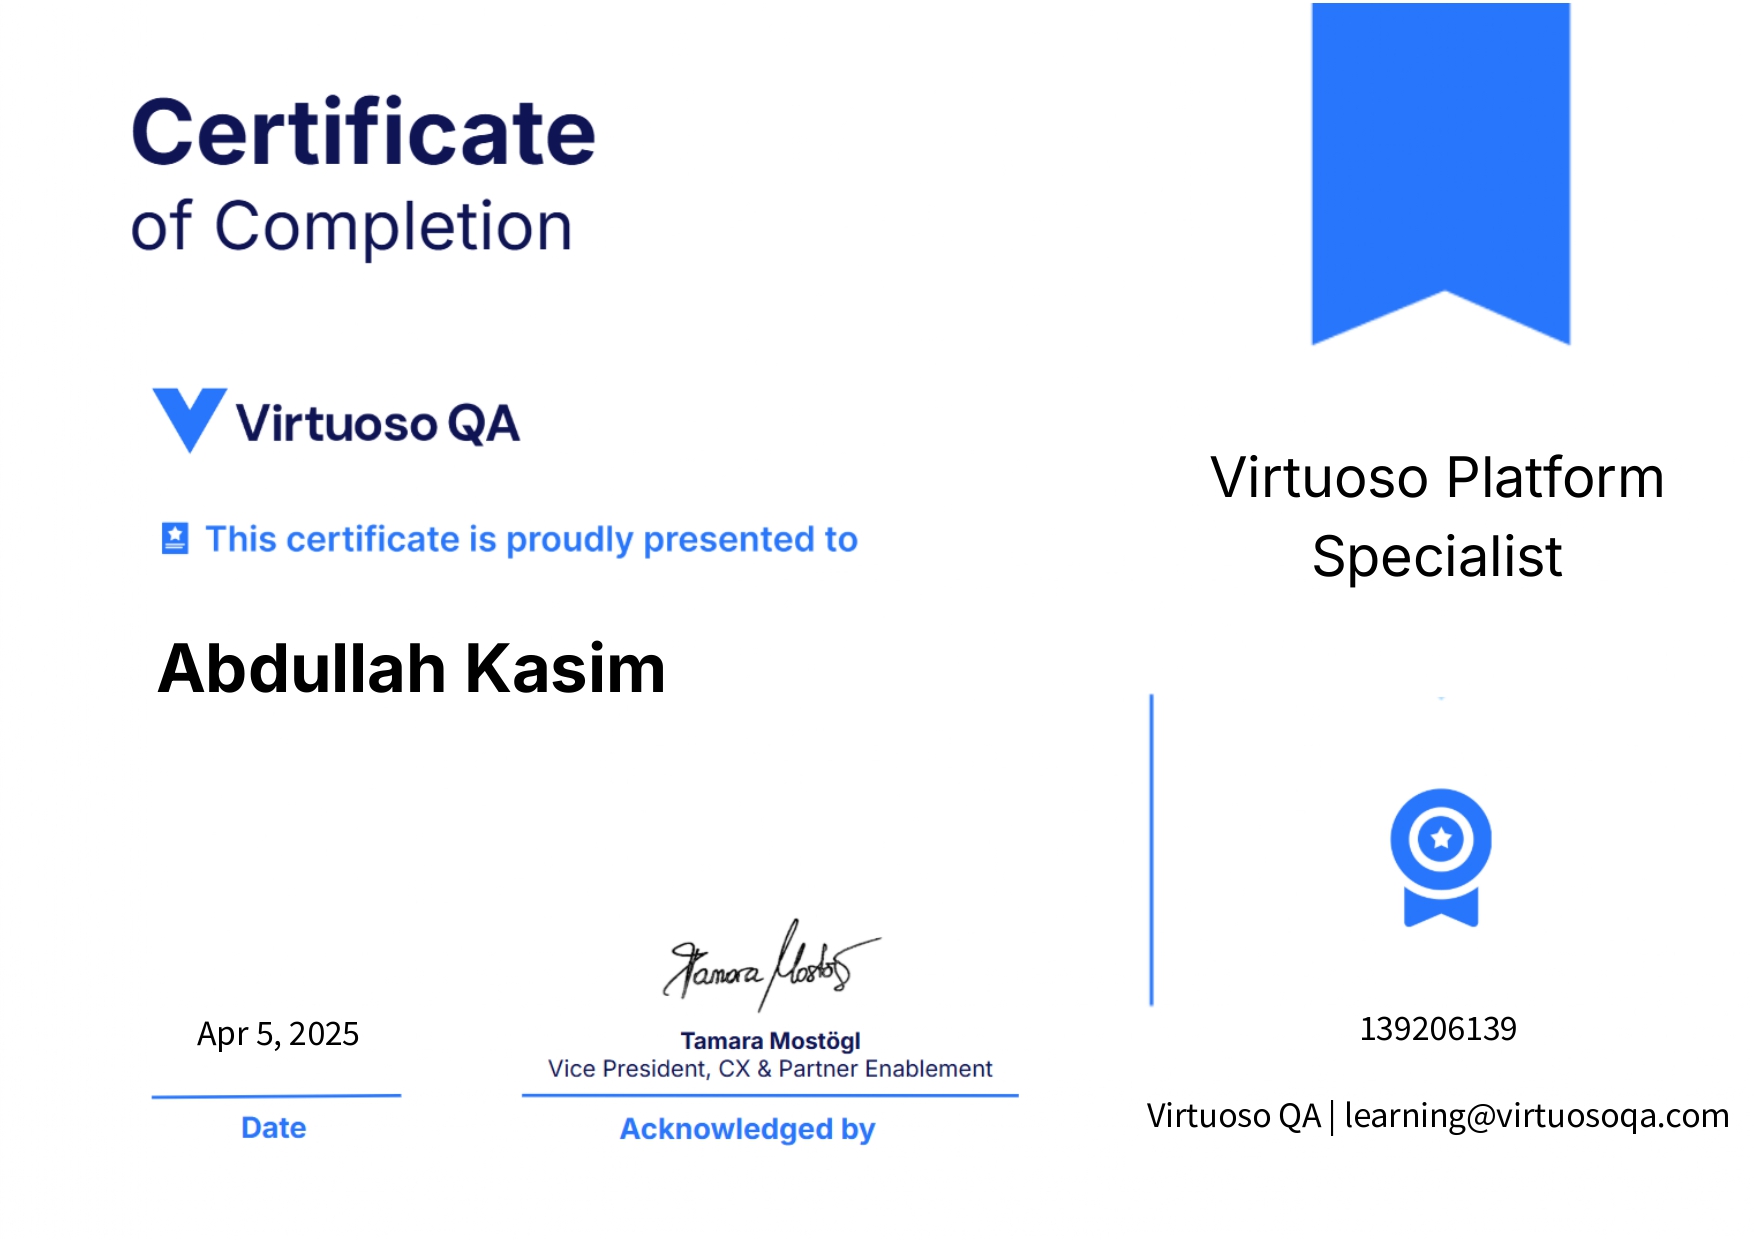 Certificate
of Completion
Virtuoso QA
This certificate is proudly presented to
Abdullah Kasim
Virtuoso Platform
Specialist
Apr 5, 2025
Date
Tamara Mostögl
Tamara Mostögl
Vice President, CX & Partner Enablement
Acknowledged by
139206139
Virtuoso QA | learning@virtuosoqa.com